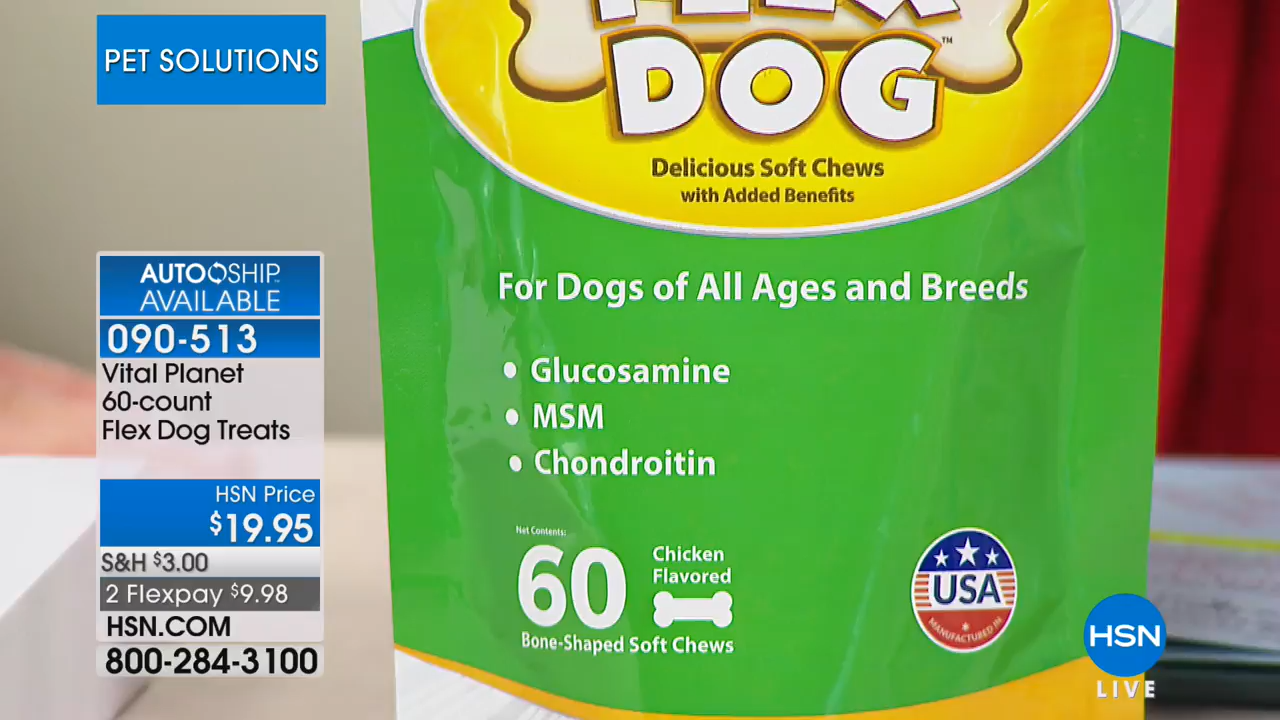 PET SOLUTIONS
AUTOSHIP
AVAILABLE
090-513
Vital Planet
60-count
Flex Dog Treats
HSN Price
$19.95
S&H $3.00
2 Flexpay $9.98
HSN.COM
800-284-3100
FLEX
DOG™
Delicious Soft Chews
with Added Benefits
For Dogs of All Ages and Breeds
• Glucosamine
• MSM
• Chondroitin
Net Contents:
60
Chicken
Flavored
Bone-Shaped Soft Chews
USA
MANUFACTURED IN
HSN
LIVE